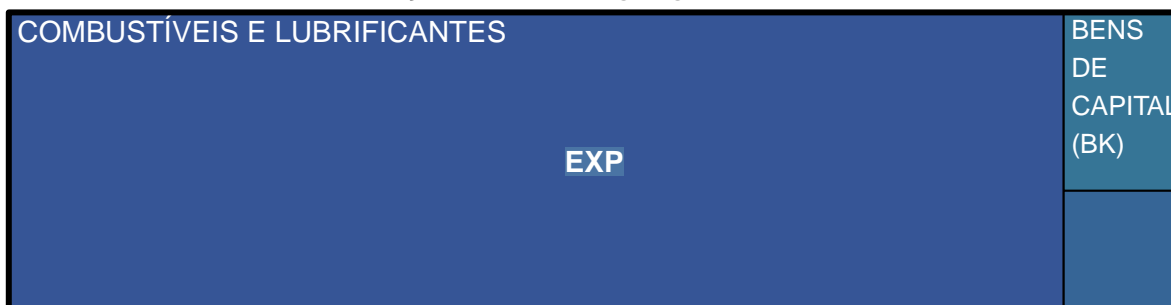 COMBUSTÍVEIS E LUBRIFICANTES
EXP
BENS
DE
CAPITAL
(BK)